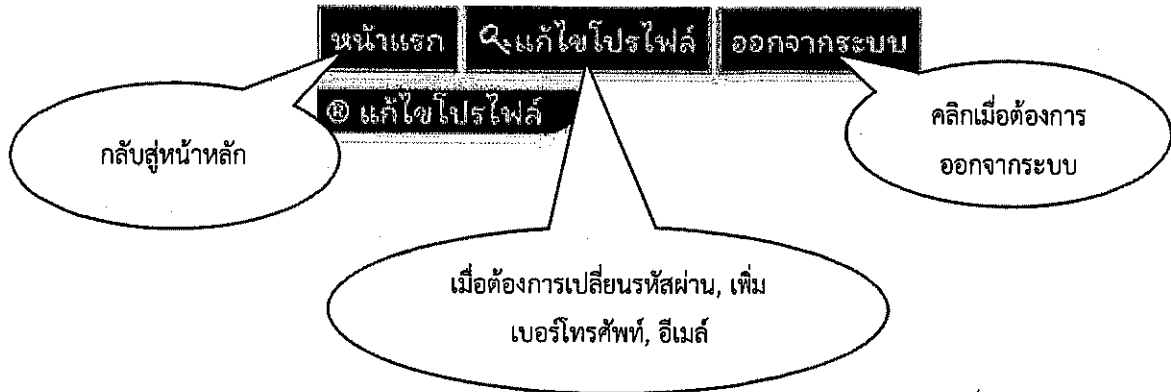 หน้าแรก แก้ไขโปรไฟล์ ออกจากระบบ
® แก้ไขโปรไฟล์
กลับสู่หน้าหลัก
คลิกเมื่อต้องการ
ออกจากระบบ
เมื่อต้องการเปลี่ยนรหัสผ่าน, เพิ่ม
เบอร์โทรศัพท์, อีเมล์